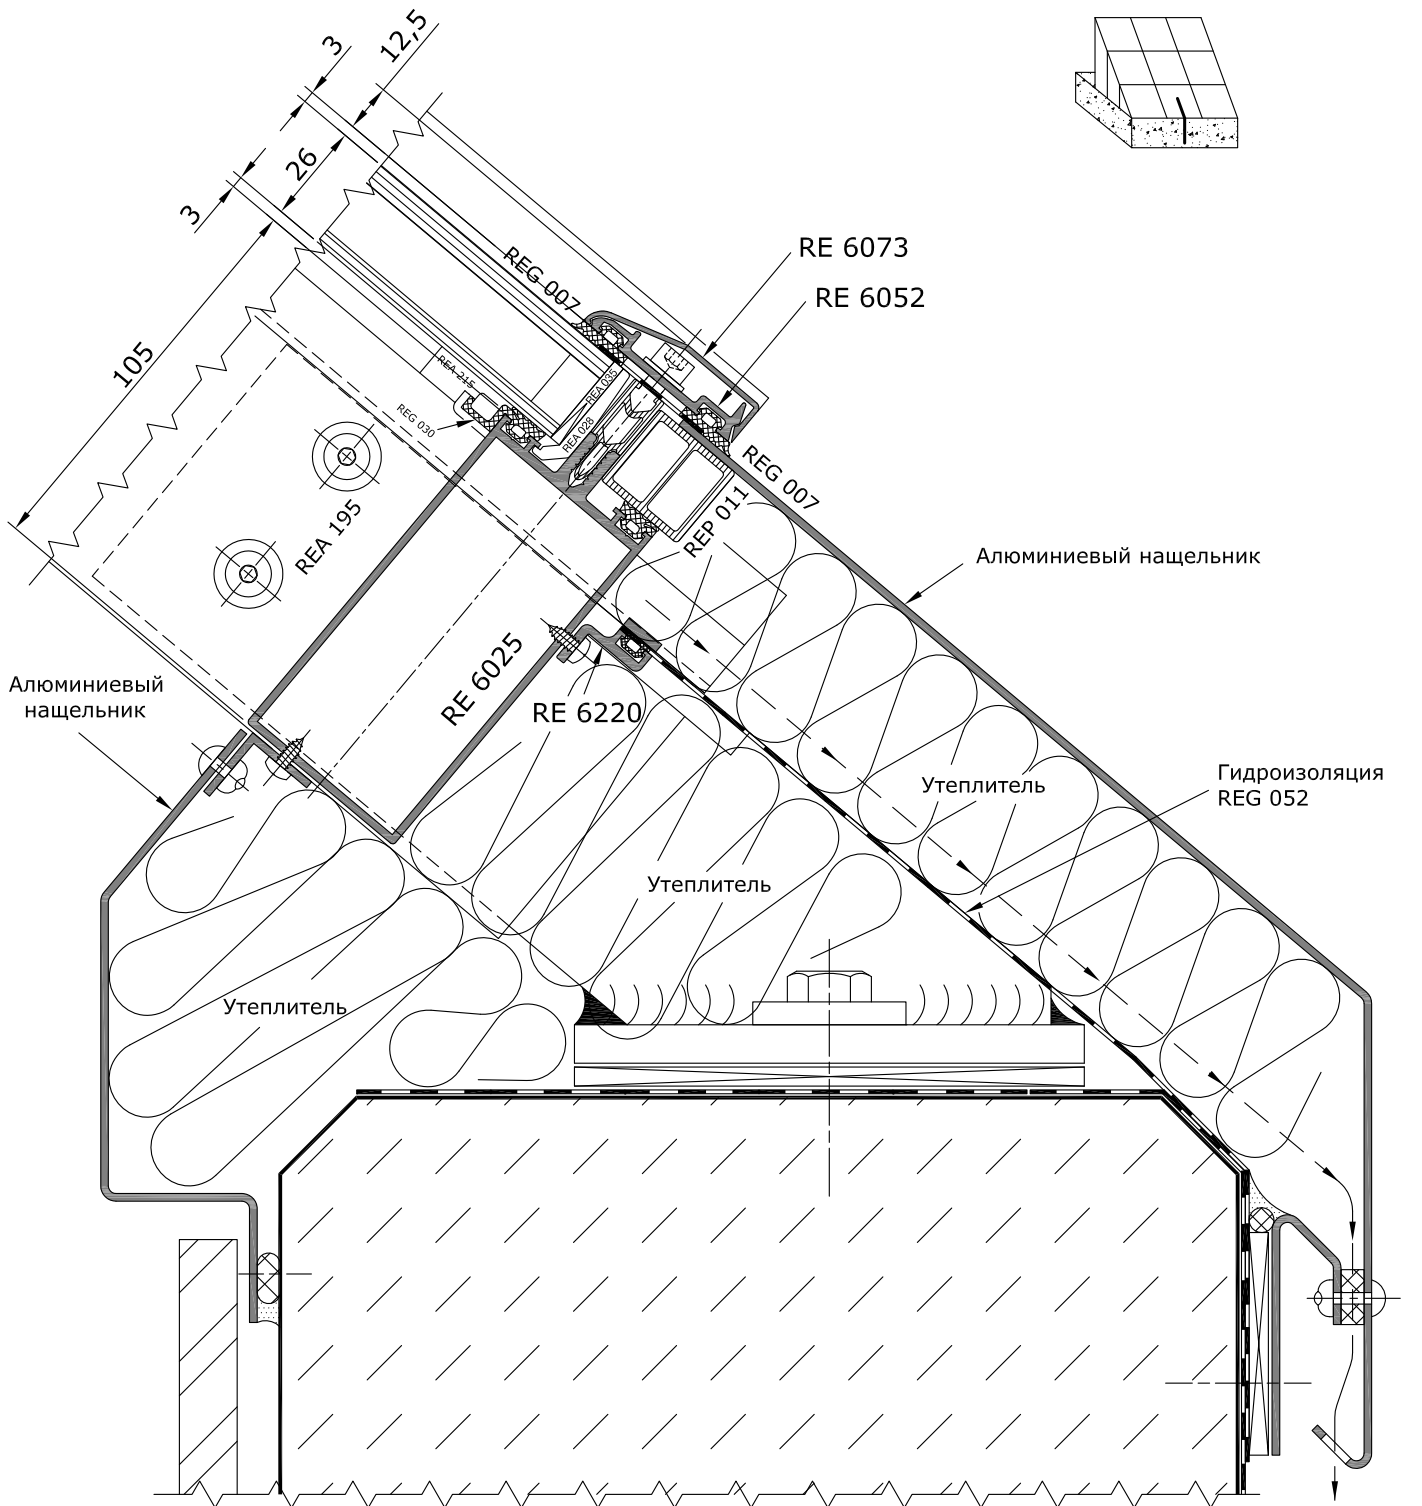 12,5
3
26
3
105
RE 6073
RE 6052
REG 007
REA 215
REA 035
REG 030
REA 028
REG 007
REP 011
REA 195
Алюминиевый нащельник
RE 6025
RE 6220
Алюминиевый
нащельник
Гидроизоляция
REG 052
Утеплитель
Утеплитель
Утеплитель